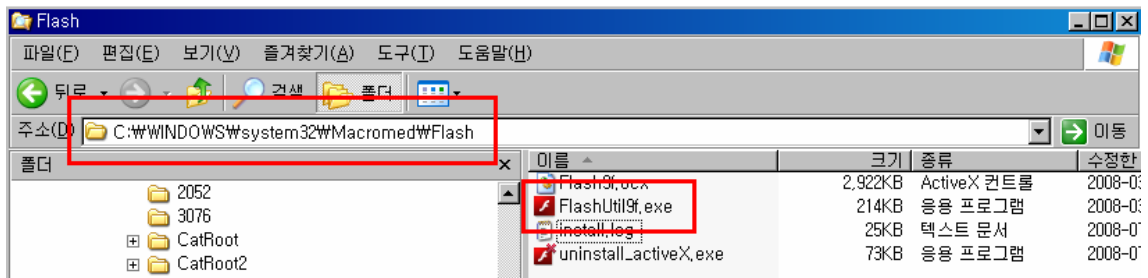 Flash
파일(F) 편집(E) 보기(V) 즐겨찾기(A) 도구(T) 도움말(H)
뒤로 검색 폴더
주소(D) C:₩WINDOWS₩system32₩Macromed₩Flash 이동
폴더 x 이름 크기 종류 수정한
2052 Flash9f.ocx 2,922KB ActiveX 컨트롤 2008-03
3076 FlashUtil9f.exe 214KB 응용 프로그램 2008-03
CatRoot install.log 25KB 텍스트 문서 2008-07
CatRoot2 uninstall_activeX.exe 73KB 응용 프로그램 2008-07